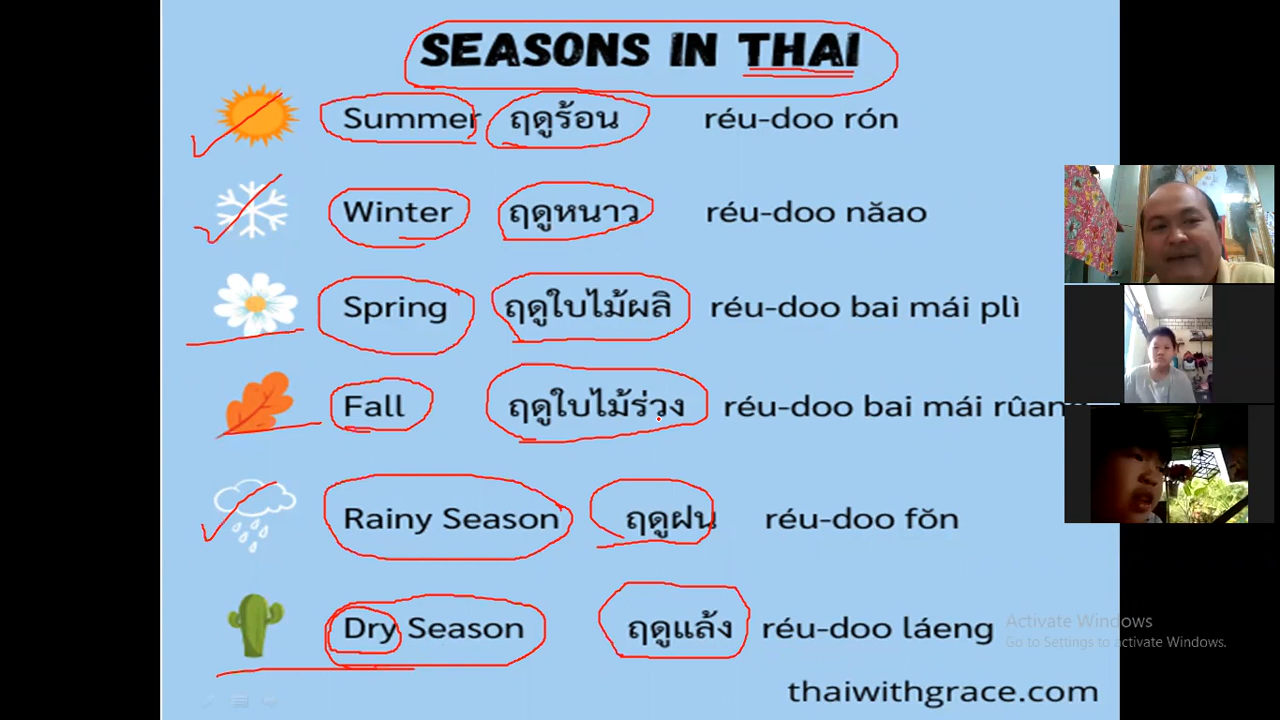 SEASONS IN THAI
Summer ฤดูร้อน réu-doo rón
Winter ฤดูหนาว réu-doo năao
Spring ฤดูใบไม้ผลิ réu-doo bai mái plì
Fall ฤดูใบไม้ร่วง réu-doo bai mái rûang
Rainy Season ฤดูฝน réu-doo fŏn
Dry Season ฤดูแล้ง réu-doo láeng
Activate Windows
Go to Settings to activate Windows.
thaiwithgrace.com